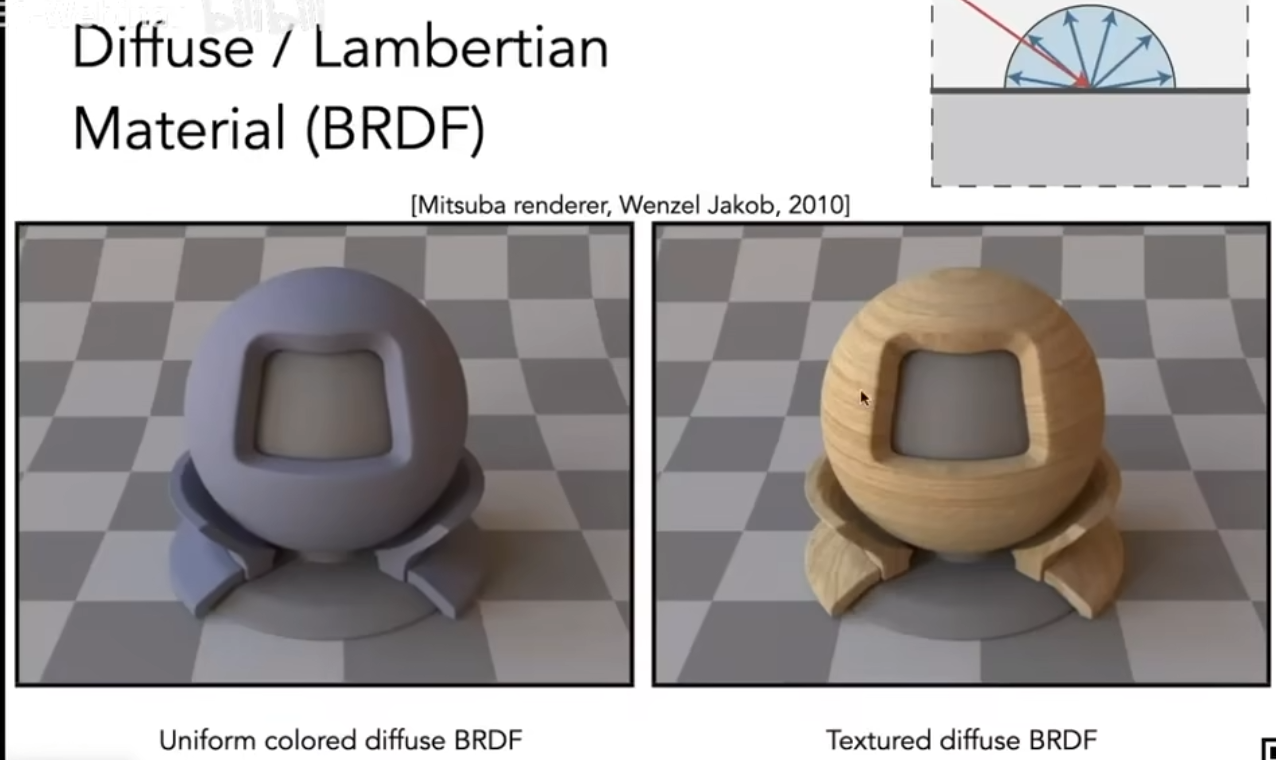 Diffuse / Lambertian
Material (BRDF)
[Mitsuba renderer, Wenzel Jakob, 2010]
Uniform colored diffuse BRDF
Textured diffuse BRDF